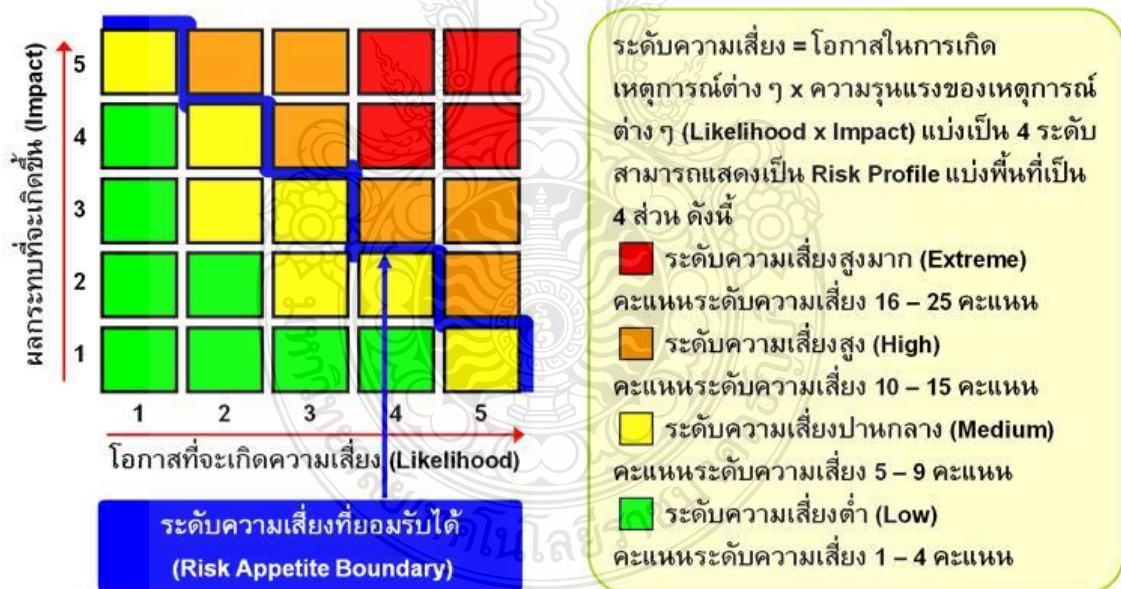 ผลกระทบที่จะเกิดขึ้น (Impact)
5
4
3
2
1
1 2 3 4 5
โอกาสที่จะเกิดความเสี่ยง (Likelihood)
ระดับความเสี่ยงที่ยอมรับได้
(Risk Appetite Boundary)
ระดับความเสี่ยง = โอกาสในการเกิด
เหตุการณ์ต่าง ๆ x ความรุนแรงของเหตุการณ์
ต่าง ๆ (Likelihood x Impact) แบ่งเป็น 4 ระดับ
สามารถแสดงเป็น Risk Profile แบ่งพื้นที่เป็น
4 ส่วน ดังนี้
ระดับความเสี่ยงสูงมาก (Extreme)
คะแนนระดับความเสี่ยง 16 – 25 คะแนน
ระดับความเสี่ยงสูง (High)
คะแนนระดับความเสี่ยง 10 – 15 คะแนน
ระดับความเสี่ยงปานกลาง (Medium)
คะแนนระดับความเสี่ยง 5 – 9 คะแนน
ระดับความเสี่ยงต่ำ (Low)
คะแนนระดับความเสี่ยง 1 – 4 คะแนน